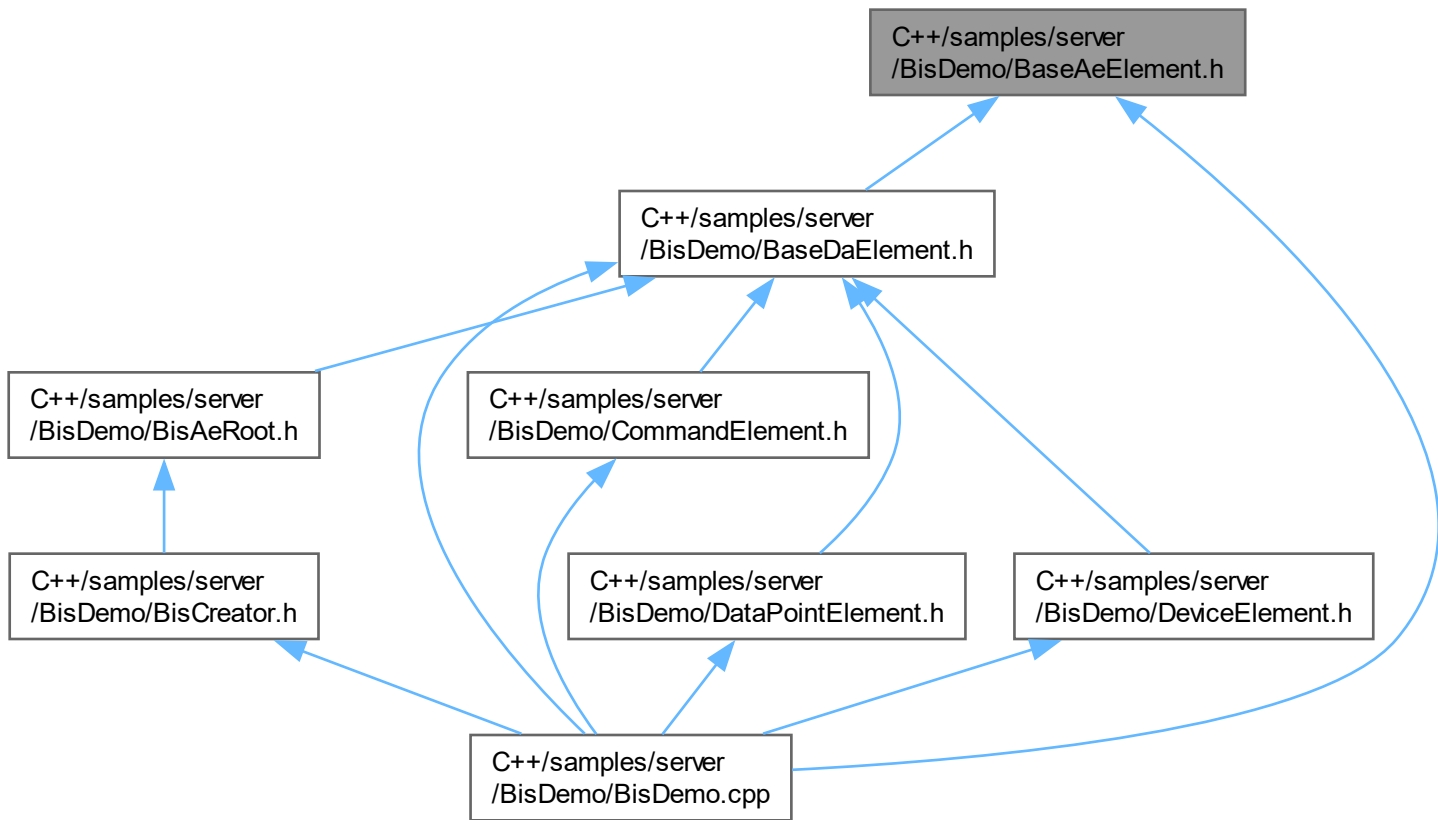 C++/samples/server
/BisDemo/BaseAeElement.h
C++/samples/server
/BisDemo/BaseDaElement.h
C++/samples/server
/BisDemo/BisAeRoot.h
C++/samples/server
/BisDemo/CommandElement.h
C++/samples/server
/BisDemo/BisCreator.h
C++/samples/server
/BisDemo/DataPointElement.h
C++/samples/server
/BisDemo/DeviceElement.h
C++/samples/server
/BisDemo/BisDemo.cpp